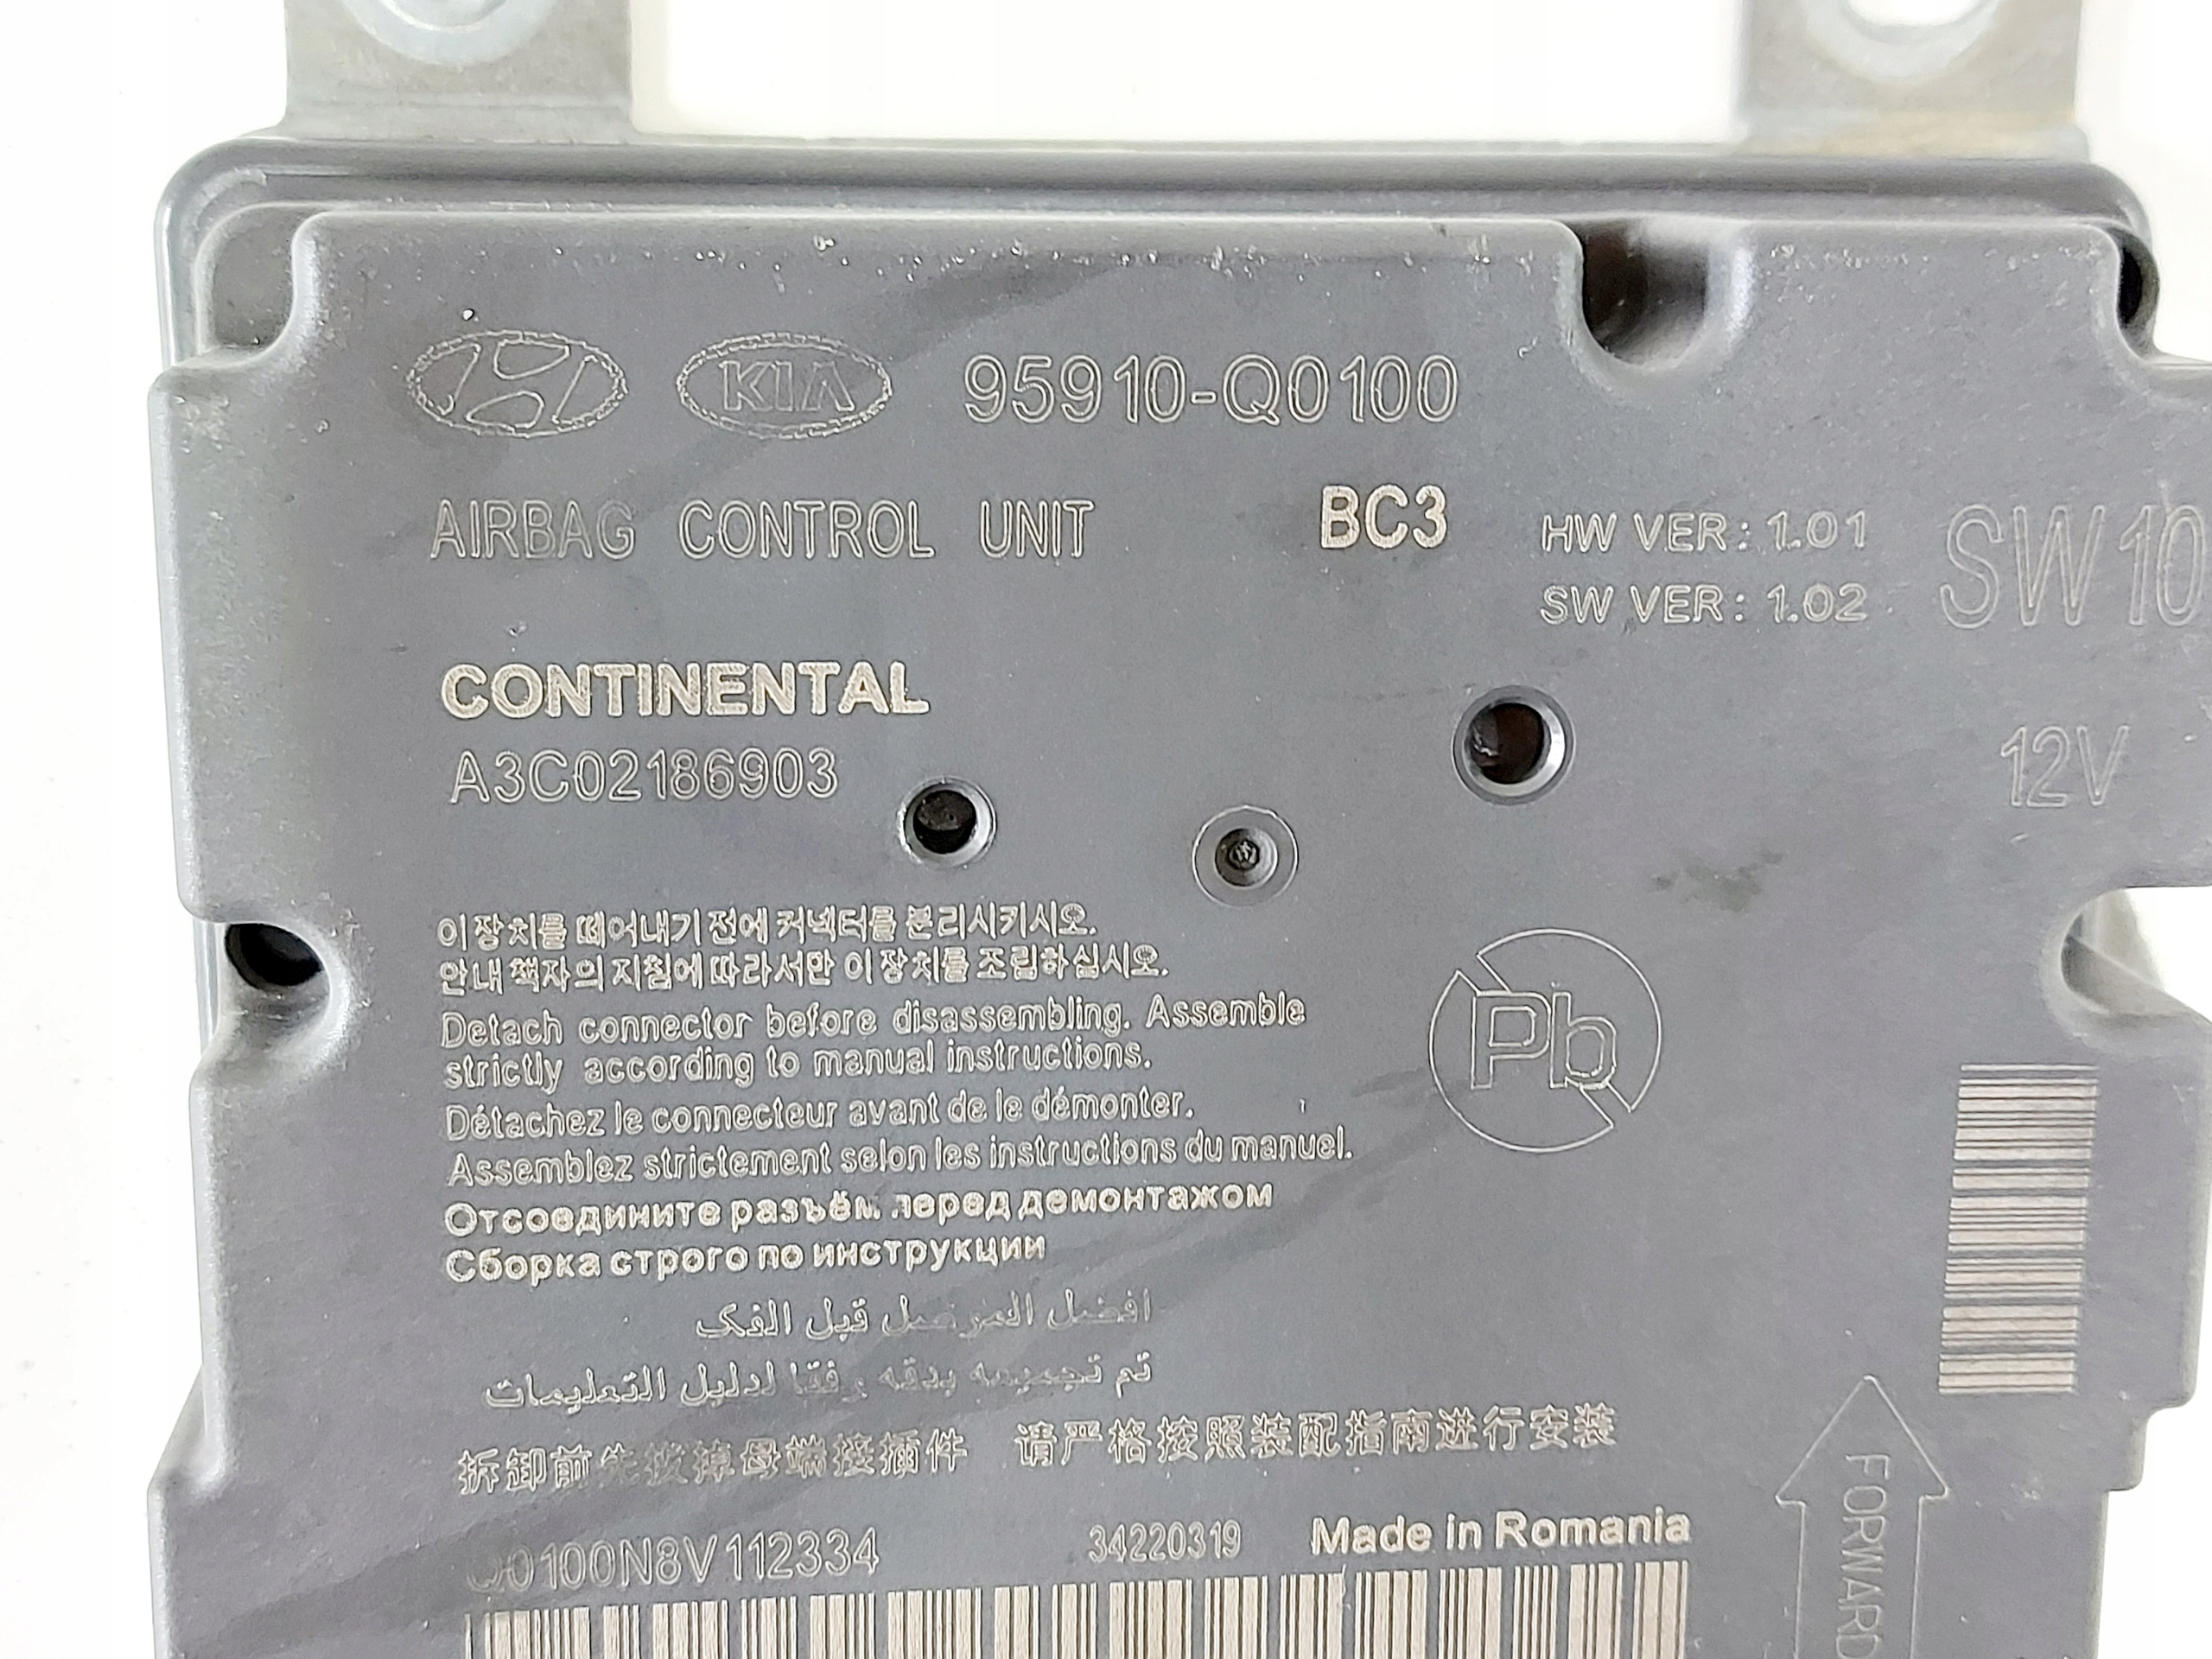 KIA 95910-Q0100
AIRBAG CONTROL UNIT BC3 HW VER: 1.01 SW 10
SW VER: 1.02
CONTINENTAL
12V
A3C02186903
이 장치를 떼어내기 전에 커넥터를 분리시키시오.
안내 책자의 지침에 따라서만 이 장치를 조립하십시오.
Pb
Detach connector before disassembling. Assemble
strictly according to manual instructions.
Détachez le connecteur avant de le démonter.
Assemblez strictement selon les instructions du manuel.
Отсоедините разъём перед демонтажом
Сборка строго по инструкции
افصل الموصل قبل الفك
تم تجميعه بدقه وفقا لدليل التعليمات
拆卸前先拔掉母端接插件 请严格按照装配指南进行安装
FORWARD
Q0100N8V112334 34220319 Made in Romania